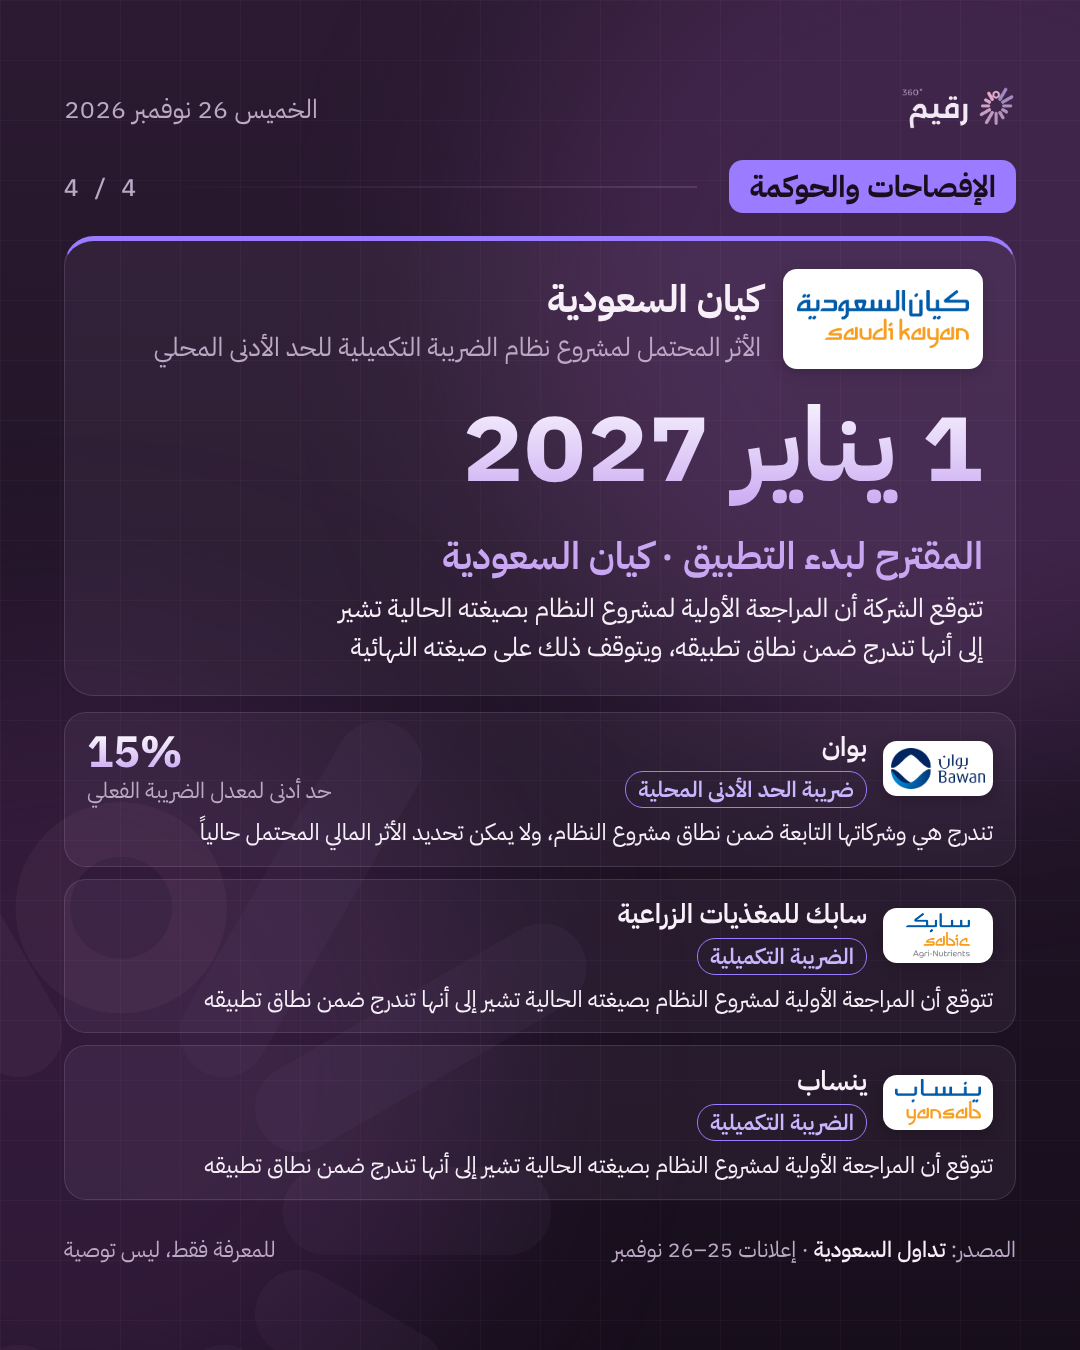 رقيم 360°
الخميس 26 نوفمبر 2026
الإفصاحات والحوكمة
4 / 4
كيان السعودية
saudi kayan
كيان السعودية
الأثر المحتمل لمشروع نظام الضريبة التكميلية للحد الأدنى المحلي
1 يناير 2027
المقترح لبدء التطبيق · كيان السعودية
تتوقع الشركة أن المراجعة الأولية لمشروع النظام بصيغته الحالية تشير
إلى أنها تندرج ضمن نطاق تطبيقه، ويتوقف ذلك على صيغته النهائية
بوان
Bawan
بوان
ضريبة الحد الأدنى المحلية
15%
حد أدنى لمعدل الضريبة الفعلي
تندرج هي وشركاتها التابعة ضمن نطاق مشروع النظام، ولا يمكن تحديد الأثر المالي المحتمل حالياً
سابك
sabic
Agri-Nutrients
سابك للمغذيات الزراعية
الضريبة التكميلية
تتوقع أن المراجعة الأولية لمشروع النظام بصيغته الحالية تشير إلى أنها تندرج ضمن نطاق تطبيقه
ينساب
yansab
ينساب
الضريبة التكميلية
تتوقع أن المراجعة الأولية لمشروع النظام بصيغته الحالية تشير إلى أنها تندرج ضمن نطاق تطبيقه
المصدر: تداول السعودية · إعلانات 25–26 نوفمبر
للمعرفة فقط، ليس توصية